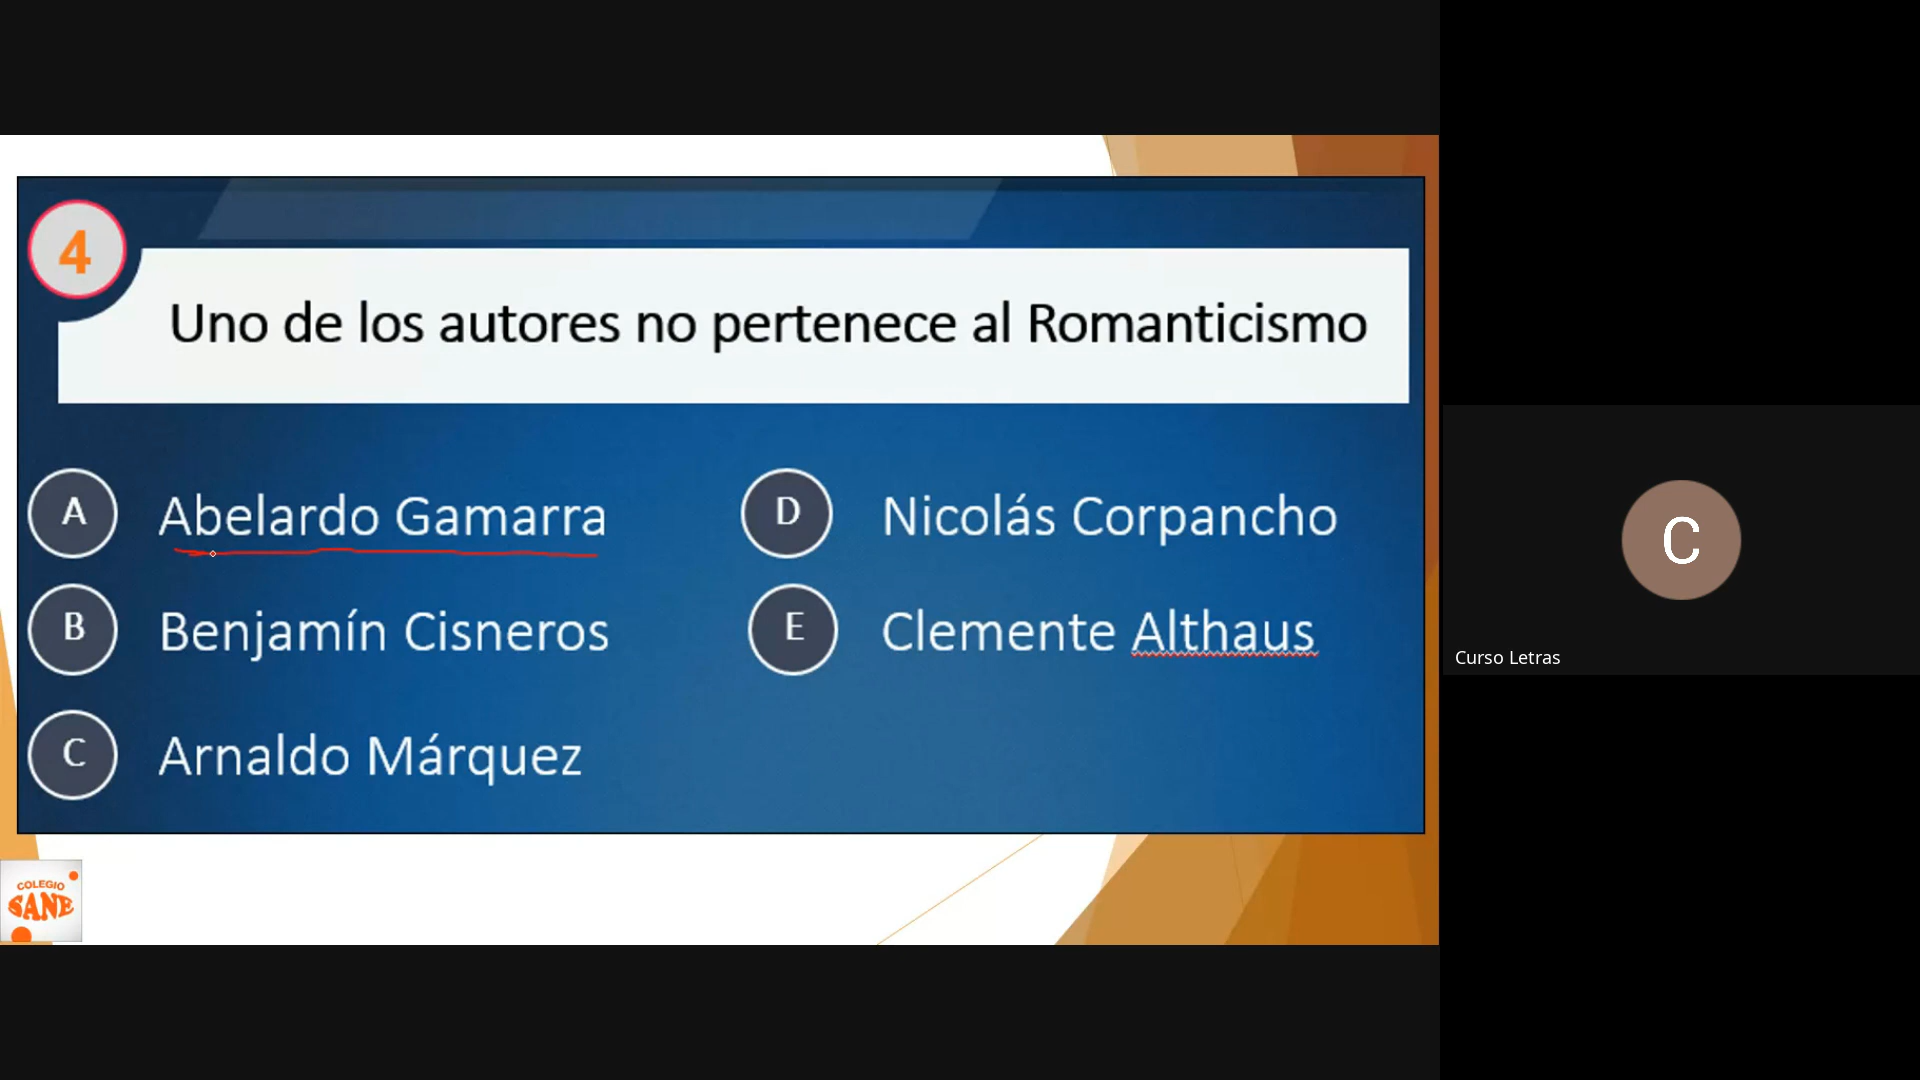 4
Uno de los autores no pertenece al Romanticismo
A Abelardo Gamarra
B Benjamín Cisneros
C Arnaldo Márquez
D Nicolás Corpancho
E Clemente Althaus
COLEGIO
SANE
C
Curso Letras